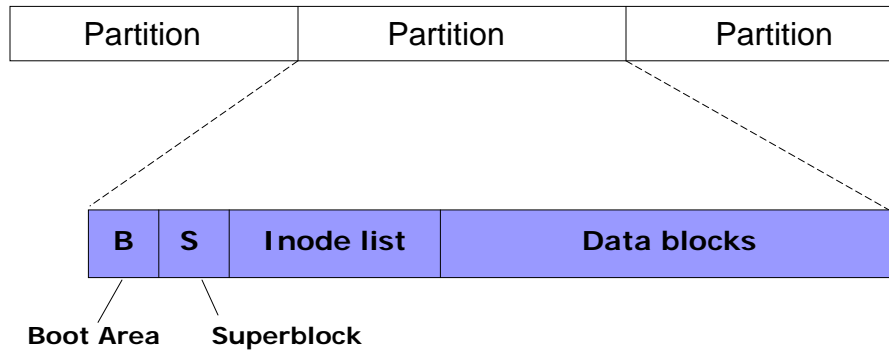 Partition Partition Partition
B S Inode list Data blocks
Boot Area Superblock